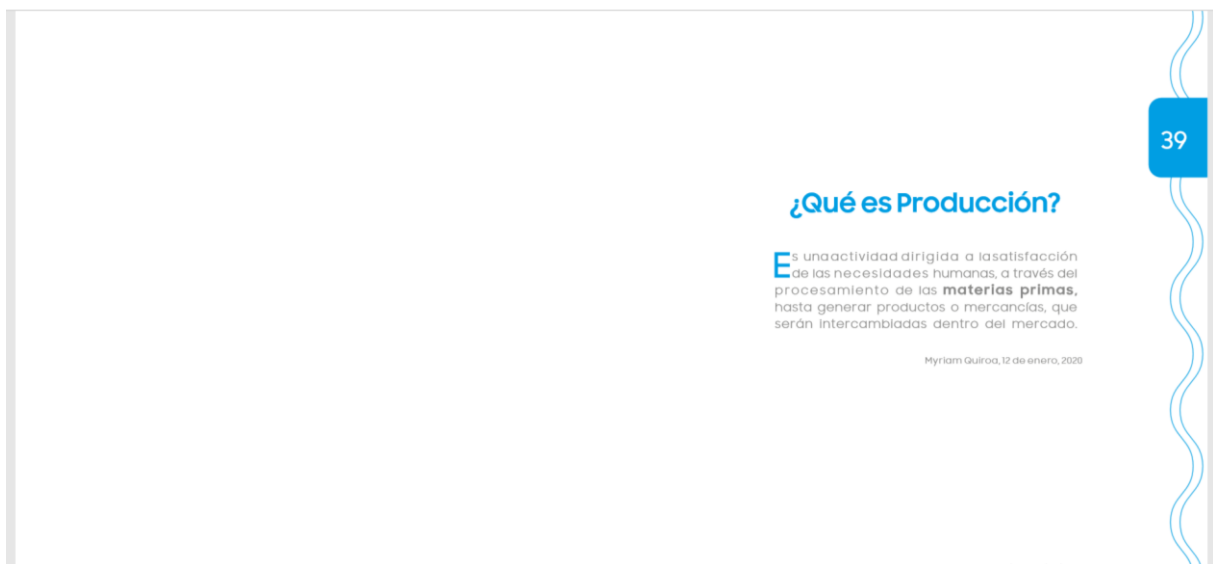 39
¿Qué es Producción?
Es unaactividad dirigida a lasatisfacción
de las necesidades humanas, a través del
procesamiento de las materias primas,
hasta generar productos o mercancías, que
serán intercambiadas dentro del mercado.
Myriam Quiroa, 12 de enero, 2020